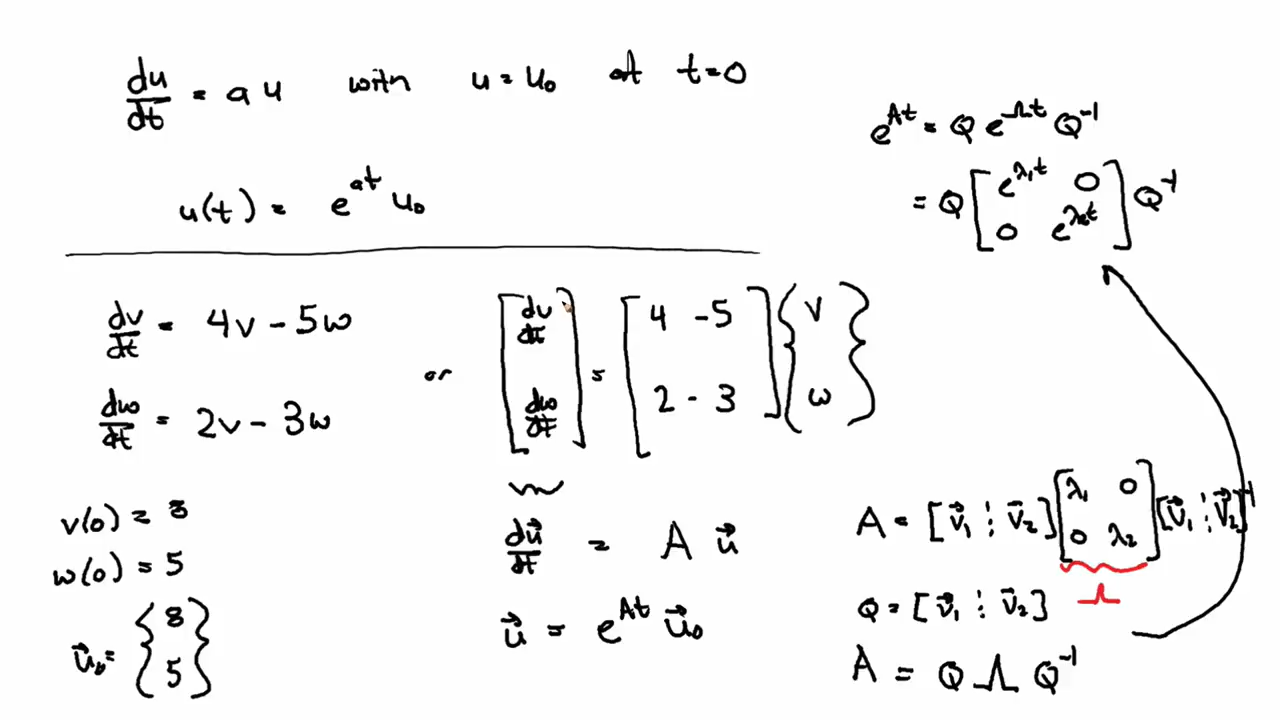 du/dt = a u with u = u₀ at t=0
u(t) = e^{at} u₀
dv/dt = 4v − 5w
dw/dt = 2v − 3w
or
[dv/dt ; dw/dt] = [4 −5 ; 2 −3] {v ; w}
du⃗/dt = A u⃗
u⃗ = e^{At} u⃗₀
v(0) = 8
w(0) = 5
u⃗₀ = {8 ; 5}
e^{At} = Q e^{Λt} Q⁻¹
= Q [e^{λ₁t} 0 ; 0 e^{λ₂t}] Q⁻¹
A = [v⃗₁ ⋮ v⃗₂] [λ₁ 0 ; 0 λ₂] [v⃗₁ ⋮ v⃗₂]⁻¹
Λ
Q = [v⃗₁ ⋮ v⃗₂]
A = Q Λ Q⁻¹